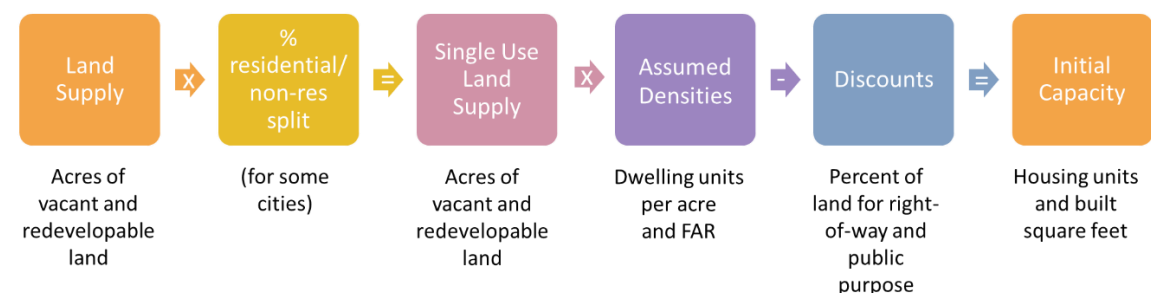 Land
Supply
X
%
residential/
non-res
split
=
Single Use
Land
Supply
X
Assumed
Densities
-
Discounts
=
Initial
Capacity
Acres of
vacant and
redevelopable
land
(for some
cities)
Acres of
vacant and
redevelopable
land
Dwelling units
per acre
and FAR
Percent of
land for right-
of-way and
public
purpose
Housing units
and built
square feet